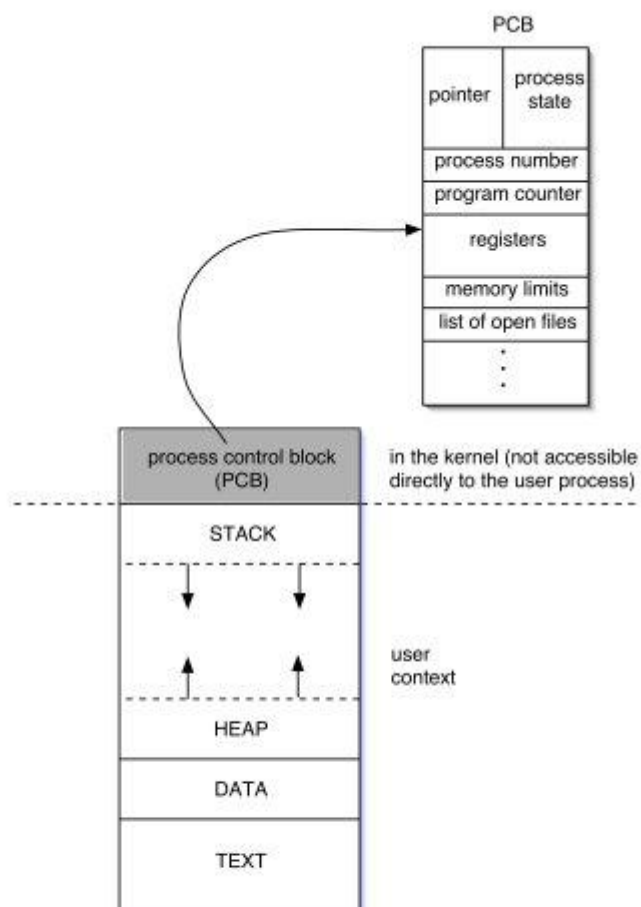 PCB
pointer
process
state
process number
program counter
registers
memory limits
list of open files
process control block
(PCB)
in the kernel (not accessible
directly to the user process)
STACK
user
context
HEAP
DATA
TEXT